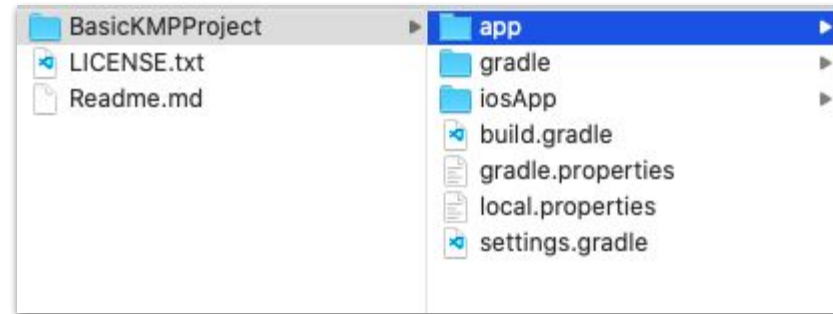 BasicKMPProject
LICENSE.txt
Readme.md
app
gradle
iosApp
build.gradle
gradle.properties
local.properties
settings.gradle